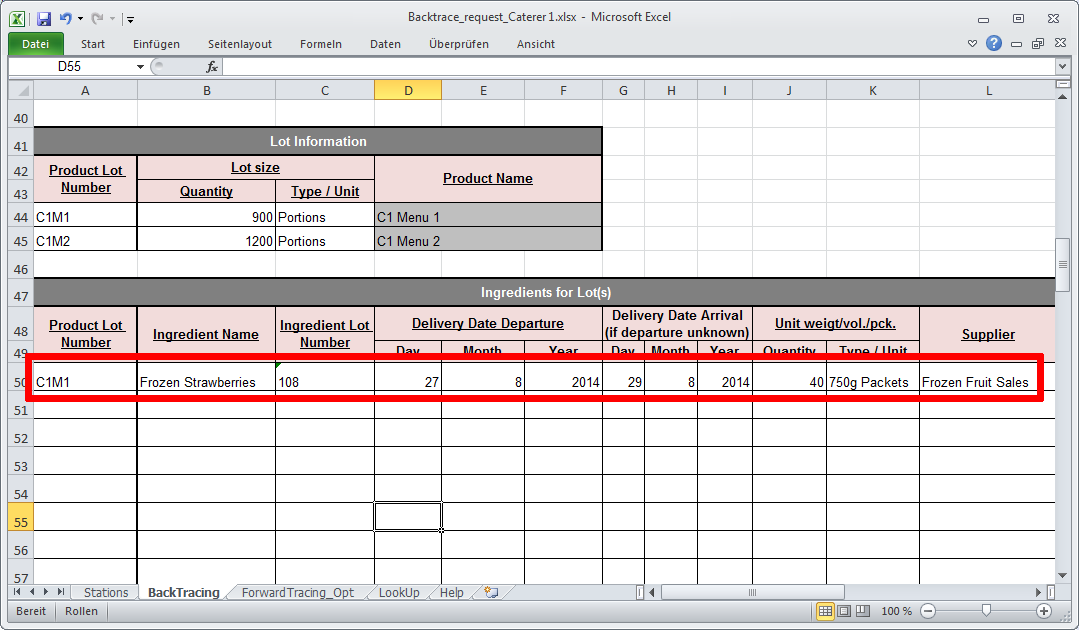 Backtrace_request_Caterer1.xlsx - Microsoft Excel
Datei Start Einfügen Seitenlayout Formeln Daten Überprüfen Ansicht
D55 fx
A B C D E F G H I J K L
40
41 Lot Information
42 Product Lot Number Lot size Product Name
43 Quantity Type / Unit
44 C1M1 900 Portions C1 Menu 1
45 C1M2 1200 Portions C1 Menu 2
46
47 Ingredients for Lot(s)
48 Product Lot Number Ingredient Name Ingredient Lot Number Delivery Date Departure Delivery Date Arrival (if departure unknown) Unit weigt/vol./pck. Supplier
49 Day Month Year Day Month Year Quantity Type / Unit
50 C1M1 Frozen Strawberries 108 27 8 2014 29 8 2014 40 750g Packets Frozen Fruit Sales
51
52
53
54
55
56
57
Stations BackTracing ForwardTracing_Opt LookUp Help
Bereit Rollen 100 %